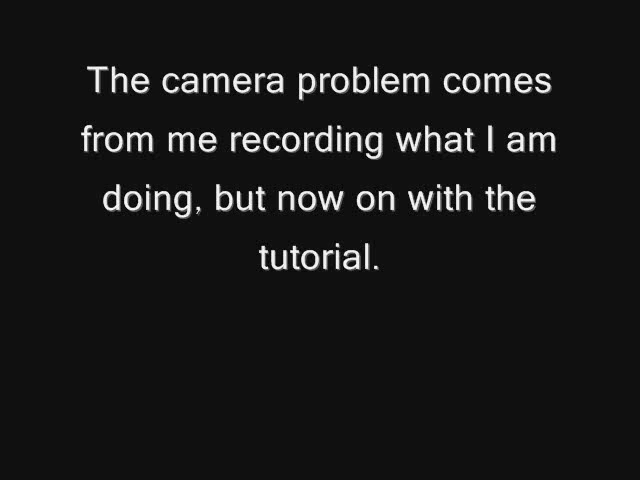 The camera problem comes
from me recording what I am
doing, but now on with the
tutorial.